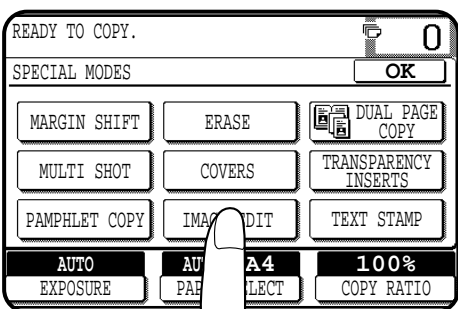 READY TO COPY.
0
SPECIAL MODES
OK
MARGIN SHIFT
ERASE
DUAL PAGE
COPY
MULTI SHOT
COVERS
TRANSPARENCY
INSERTS
PAMPHLET COPY
TEXT STAMP
AUTO
A4
100%
EXPOSURE
COPY RATIO